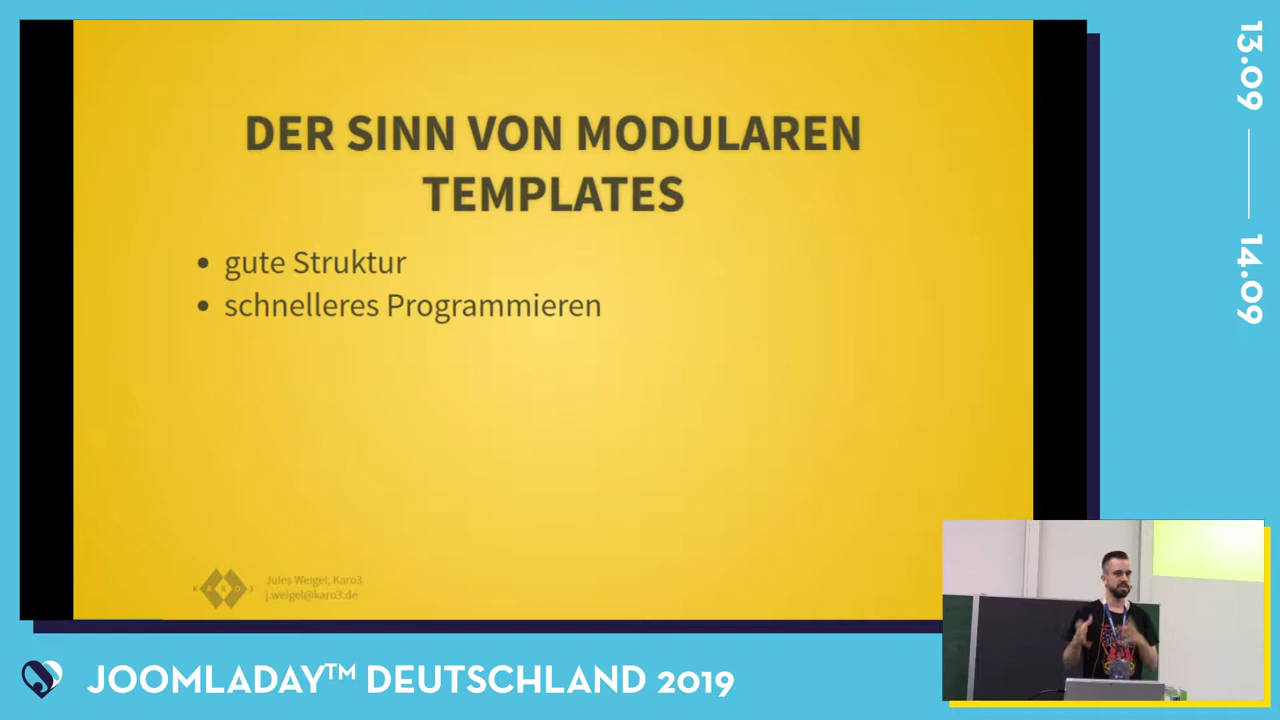 DER SINN VON MODULAREN
TEMPLATES
• gute Struktur
• schnelleres Programmieren
KARO3
Jules Weigel, Karo3
j.weigel@karo3.de
JOOMLADAY™ DEUTSCHLAND 2019
13.09
14.09